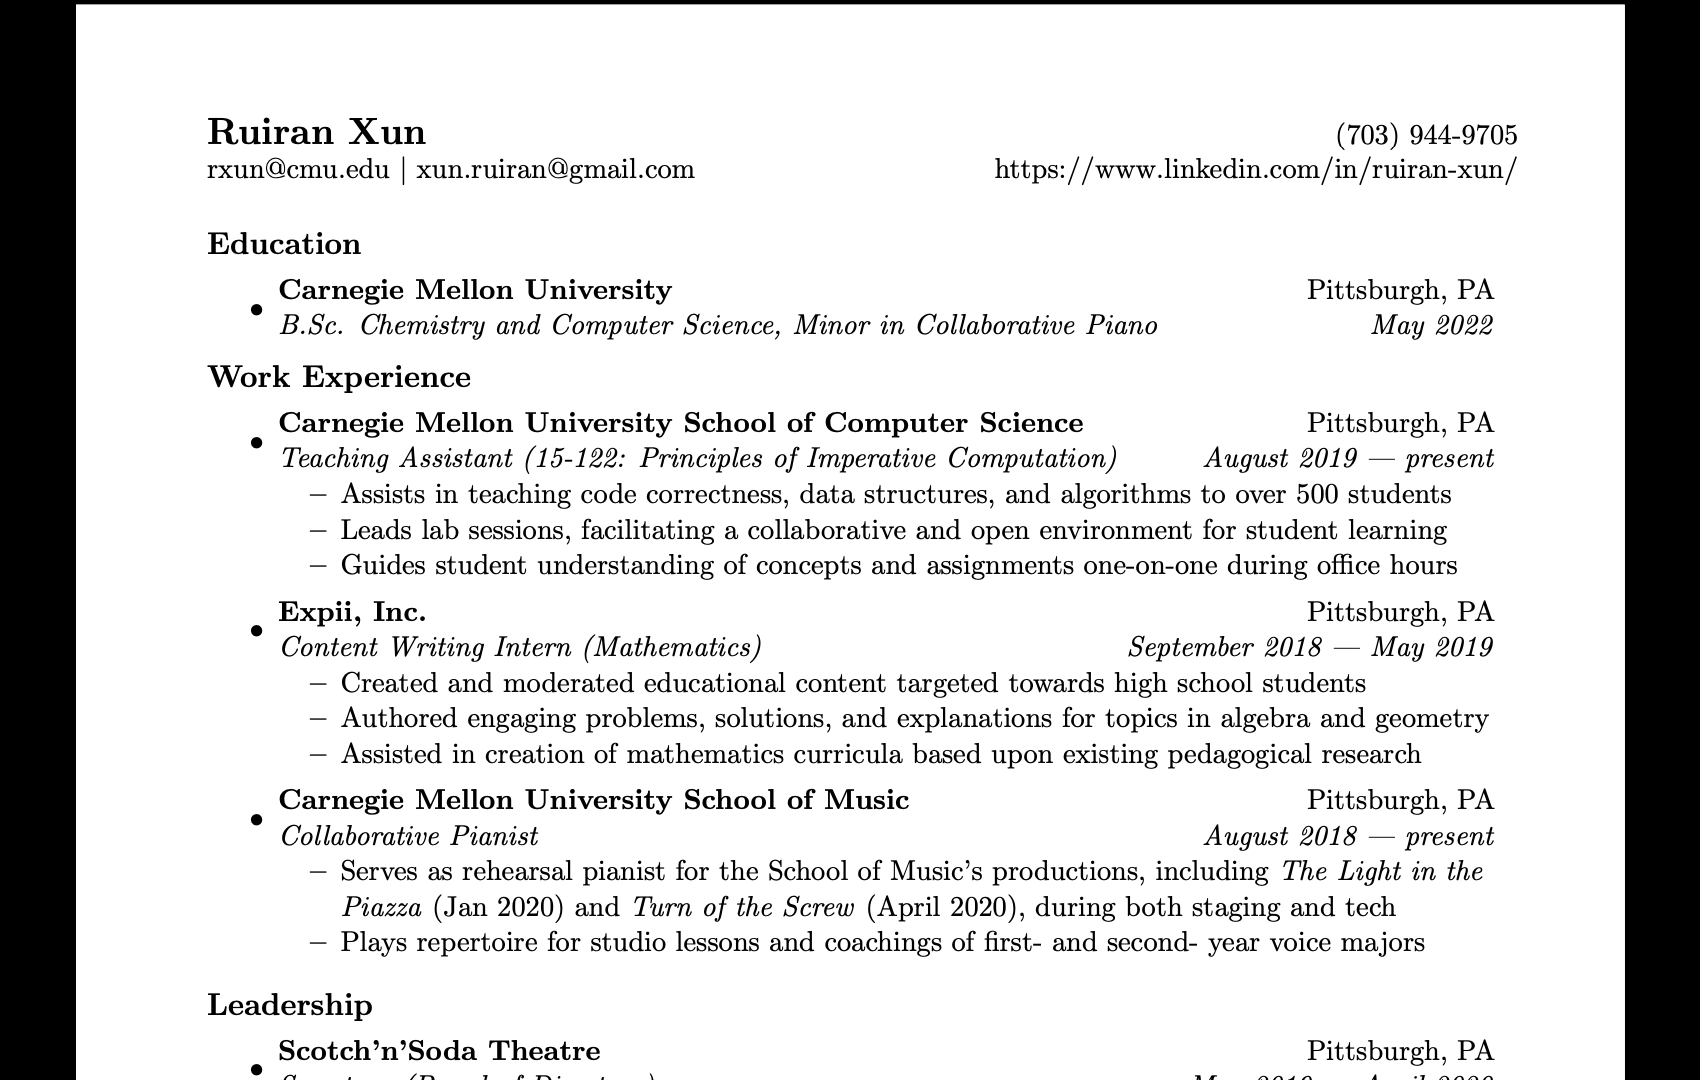 Ruiran Xun (703) 944-9705
rxun@cmu.edu | xun.ruiran@gmail.com https://www.linkedin.com/in/ruiran-xun/
Education
• Carnegie Mellon University Pittsburgh, PA
B.Sc. Chemistry and Computer Science, Minor in Collaborative Piano May 2022
Work Experience
• Carnegie Mellon University School of Computer Science Pittsburgh, PA
Teaching Assistant (15-122: Principles of Imperative Computation) August 2019 — present
– Assists in teaching code correctness, data structures, and algorithms to over 500 students
– Leads lab sessions, facilitating a collaborative and open environment for student learning
– Guides student understanding of concepts and assignments one-on-one during office hours
• Expii, Inc. Pittsburgh, PA
Content Writing Intern (Mathematics) September 2018 — May 2019
– Created and moderated educational content targeted towards high school students
– Authored engaging problems, solutions, and explanations for topics in algebra and geometry
– Assisted in creation of mathematics curricula based upon existing pedagogical research
• Carnegie Mellon University School of Music Pittsburgh, PA
Collaborative Pianist August 2018 — present
– Serves as rehearsal pianist for the School of Music's productions, including The Light in the
Piazza (Jan 2020) and Turn of the Screw (April 2020), during both staging and tech
– Plays repertoire for studio lessons and coachings of first- and second- year voice majors
Leadership
• Scotch'n'Soda Theatre Pittsburgh, PA